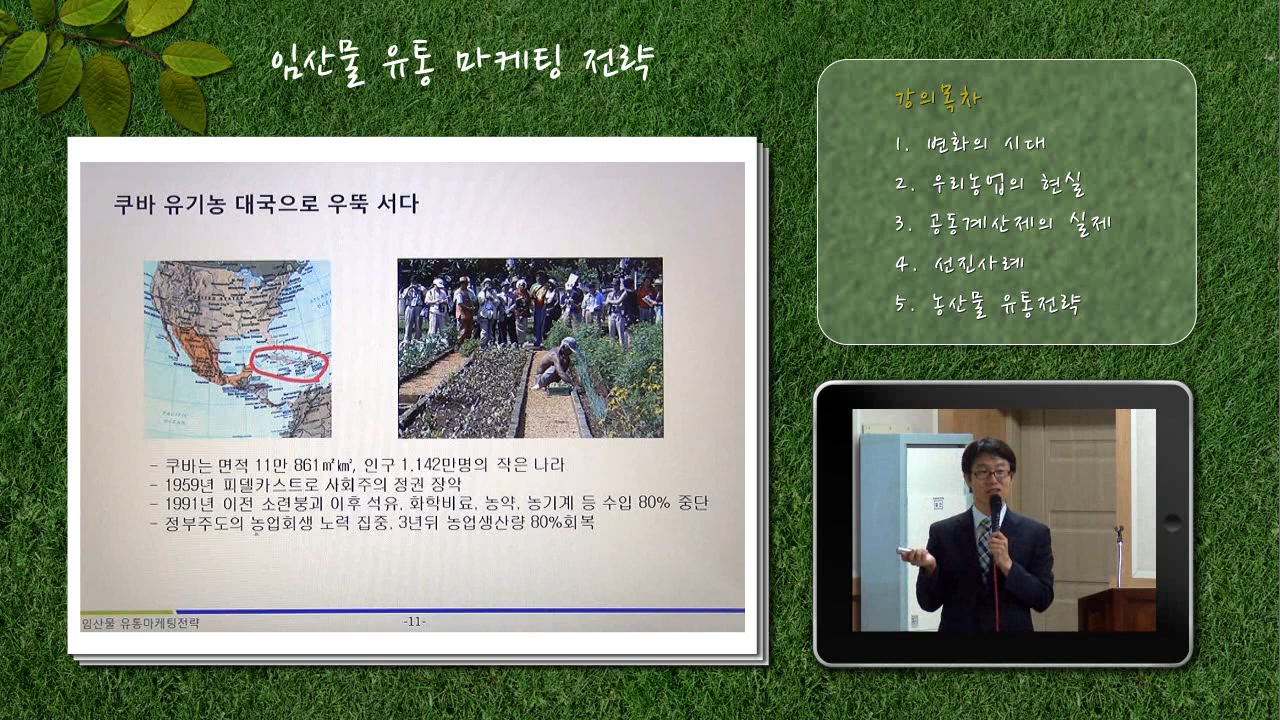 임산물 유통 마케팅 전략
쿠바 유기농 대국으로 우뚝 서다
PACIFIC
OCEAN
- 쿠바는 면적 11만 861㎡㎢, 인구 1.142만명의 작은 나라
- 1959년 피델카스트로 사회주의 정권 장악
- 1991년 이전 소련붕괴 이후 석유, 화학비료, 농약, 농기계 등 수입 80% 중단
- 정부주도의 농업회생 노력 집중, 3년뒤 농업생산량 80%회복
임산물 유통마케팅전략
-11-
강의목차
1. 변화의 시대
2. 우리농업의 현실
3. 공동계산제의 실제
4. 선진사례
5. 농산물 유통전략